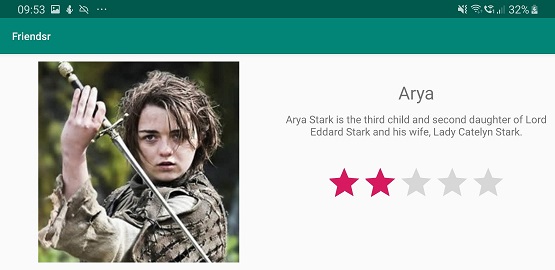 09:53 32%
Friendsr
Arya
Arya Stark is the third child and second daughter of Lord
Eddard Stark and his wife, Lady Catelyn Stark.